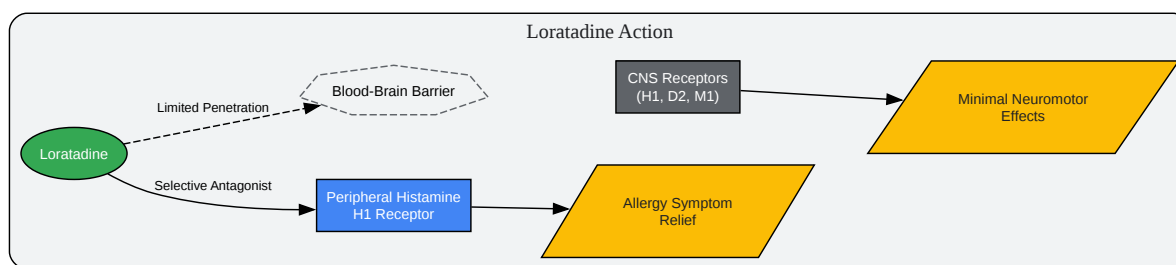 Loratadine Action
Limited Penetration
Blood-Brain Barrier
CNS Receptors
(H1, D2, M1)
Minimal Neuromotor
Effects
Loratadine
Selective Antagonist
Peripheral Histamine
H1 Receptor
Allergy Symptom
Relief